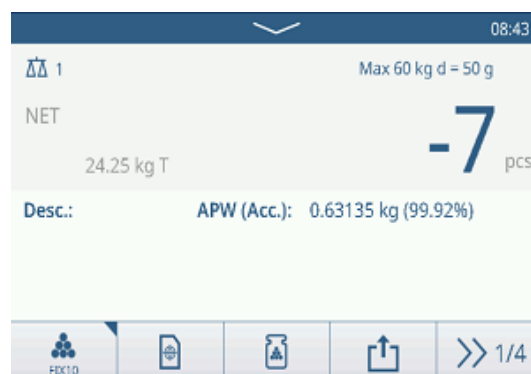 08:43
1 Max 60 kg d = 50 g
NET
-7 pcs
24.25 kg T
Desc.: APW (Acc.): 0.63135 kg (99.92%)
FIX10 1/4